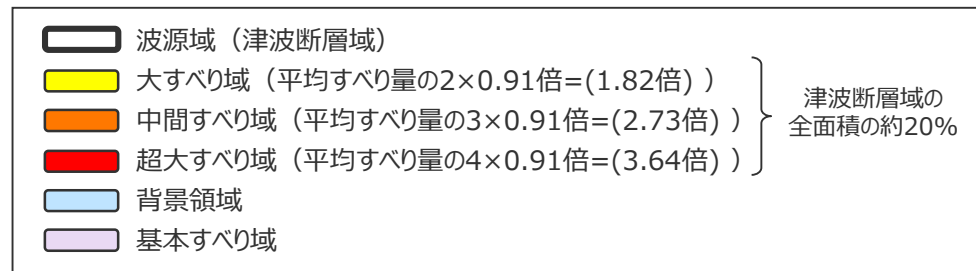 波源域（津波断層域）
大すべり域（平均すべり量の2×0.91倍=(1.82倍) ）
中間すべり域（平均すべり量の3×0.91倍=(2.73倍) ）
超大すべり域（平均すべり量の4×0.91倍=(3.64倍) ）
津波断層域の
全面積の約20%
背景領域
基本すべり域